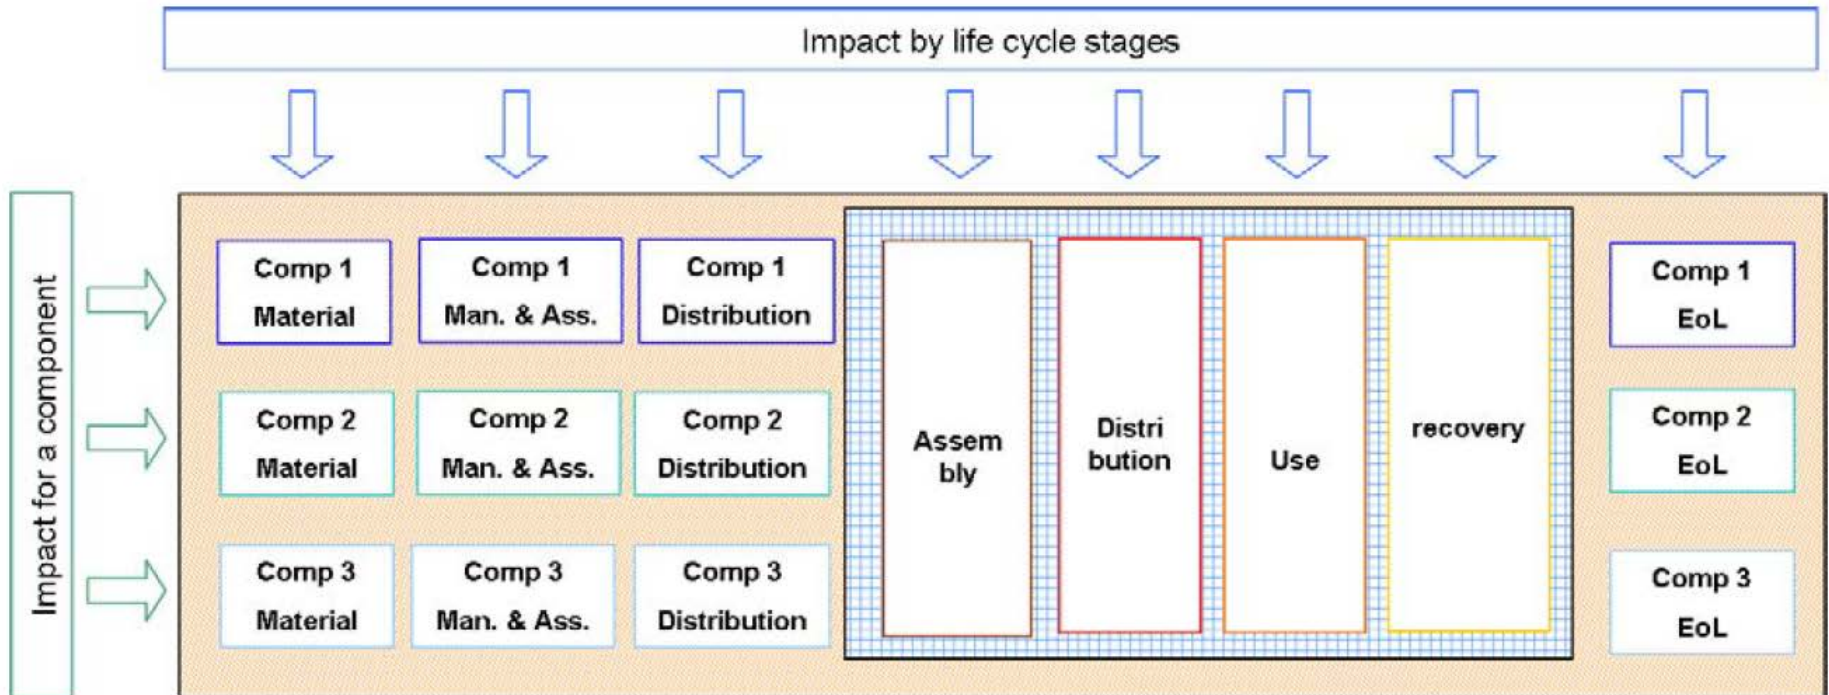 Impact by life cycle stages
Impact for a component
Comp 1
Material
Comp 1
Man. & Ass.
Comp 1
Distribution
Comp 2
Material
Comp 2
Man. & Ass.
Comp 2
Distribution
Comp 3
Material
Comp 3
Man. & Ass.
Comp 3
Distribution
Assem
bly
Distri
bution
Use
recovery
Comp 1
EoL
Comp 2
EoL
Comp 3
EoL